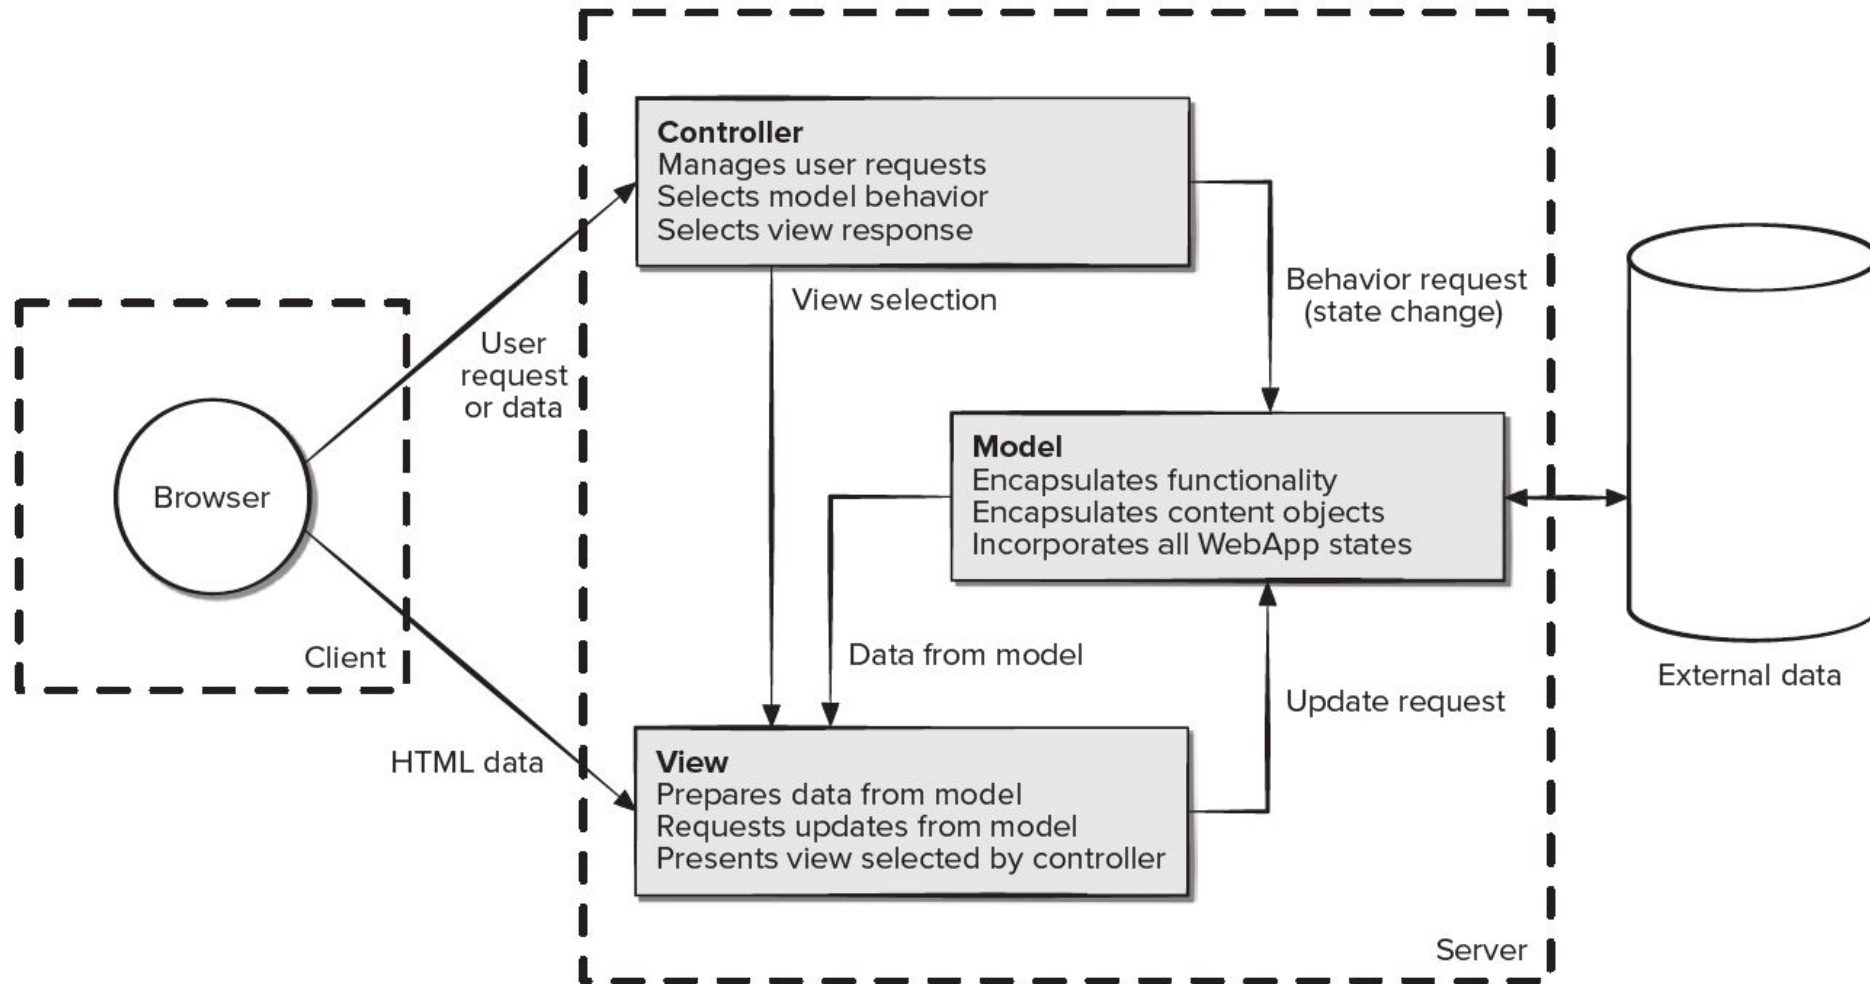 Controller
Manages user requests
Selects model behavior
Selects view response
View selection
Behavior request
(state change)
User
request
or data
Browser
Client
Model
Encapsulates functionality
Encapsulates content objects
Incorporates all WebApp states
Data from model
Update request
External data
HTML data
View
Prepares data from model
Requests updates from model
Presents view selected by controller
Server